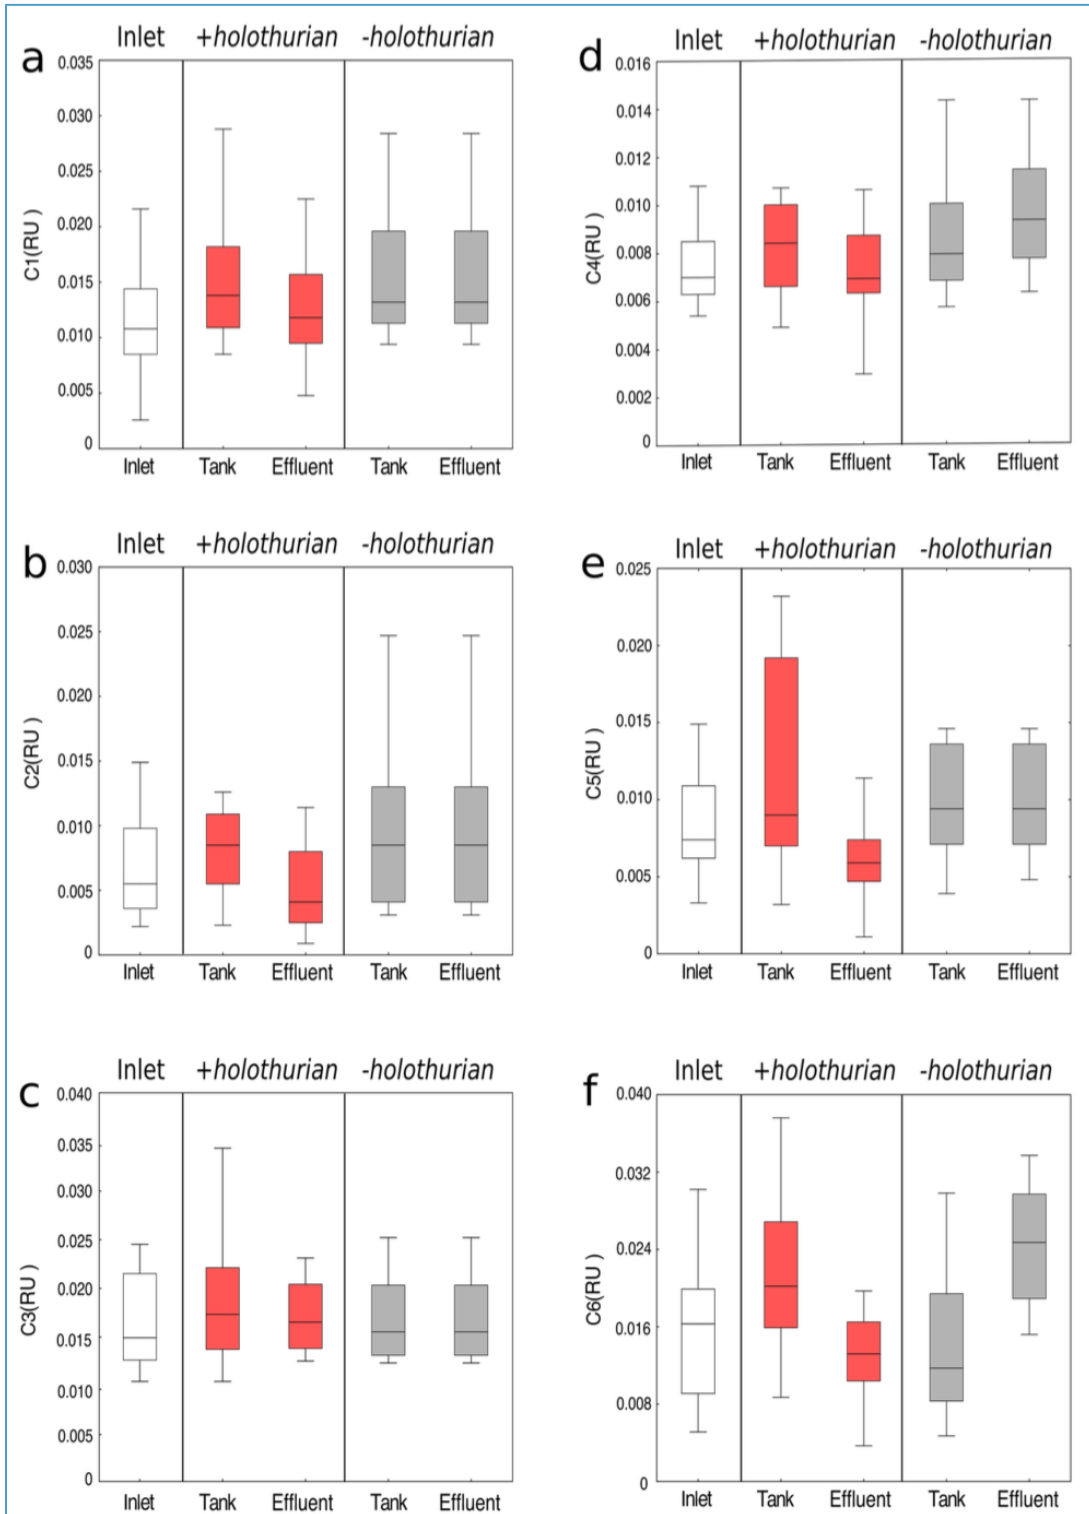 a
Inlet +holothurian -holothurian
0.035
0.030
0.025
0.020
0.015
0.010
0.005
0
C1(RU )
Inlet Tank Effluent Tank Effluent
d
Inlet +holothurian -holothurian
0.016
0.014
0.012
0.010
0.008
0.006
0.004
0.002
0
C4(RU )
Inlet Tank Effluent Tank Effluent
b
Inlet +holothurian -holothurian
0.030
0.025
0.020
0.015
0.010
0.005
0
C2(RU )
Inlet Tank Effluent Tank Effluent
e
Inlet +holothurian -holothurian
0.025
0.020
0.015
0.010
0.005
0
C5(RU )
Inlet Tank Effluent Tank Effluent
c
Inlet +holothurian -holothurian
0.040
0.035
0.030
0.025
0.020
0.015
0.010
0.005
0
C3(RU )
Inlet Tank Effluent Tank Effluent
f
Inlet +holothurian -holothurian
0.040
0.032
0.024
0.016
0.008
0
C6(RU )
Inlet Tank Effluent Tank Effluent